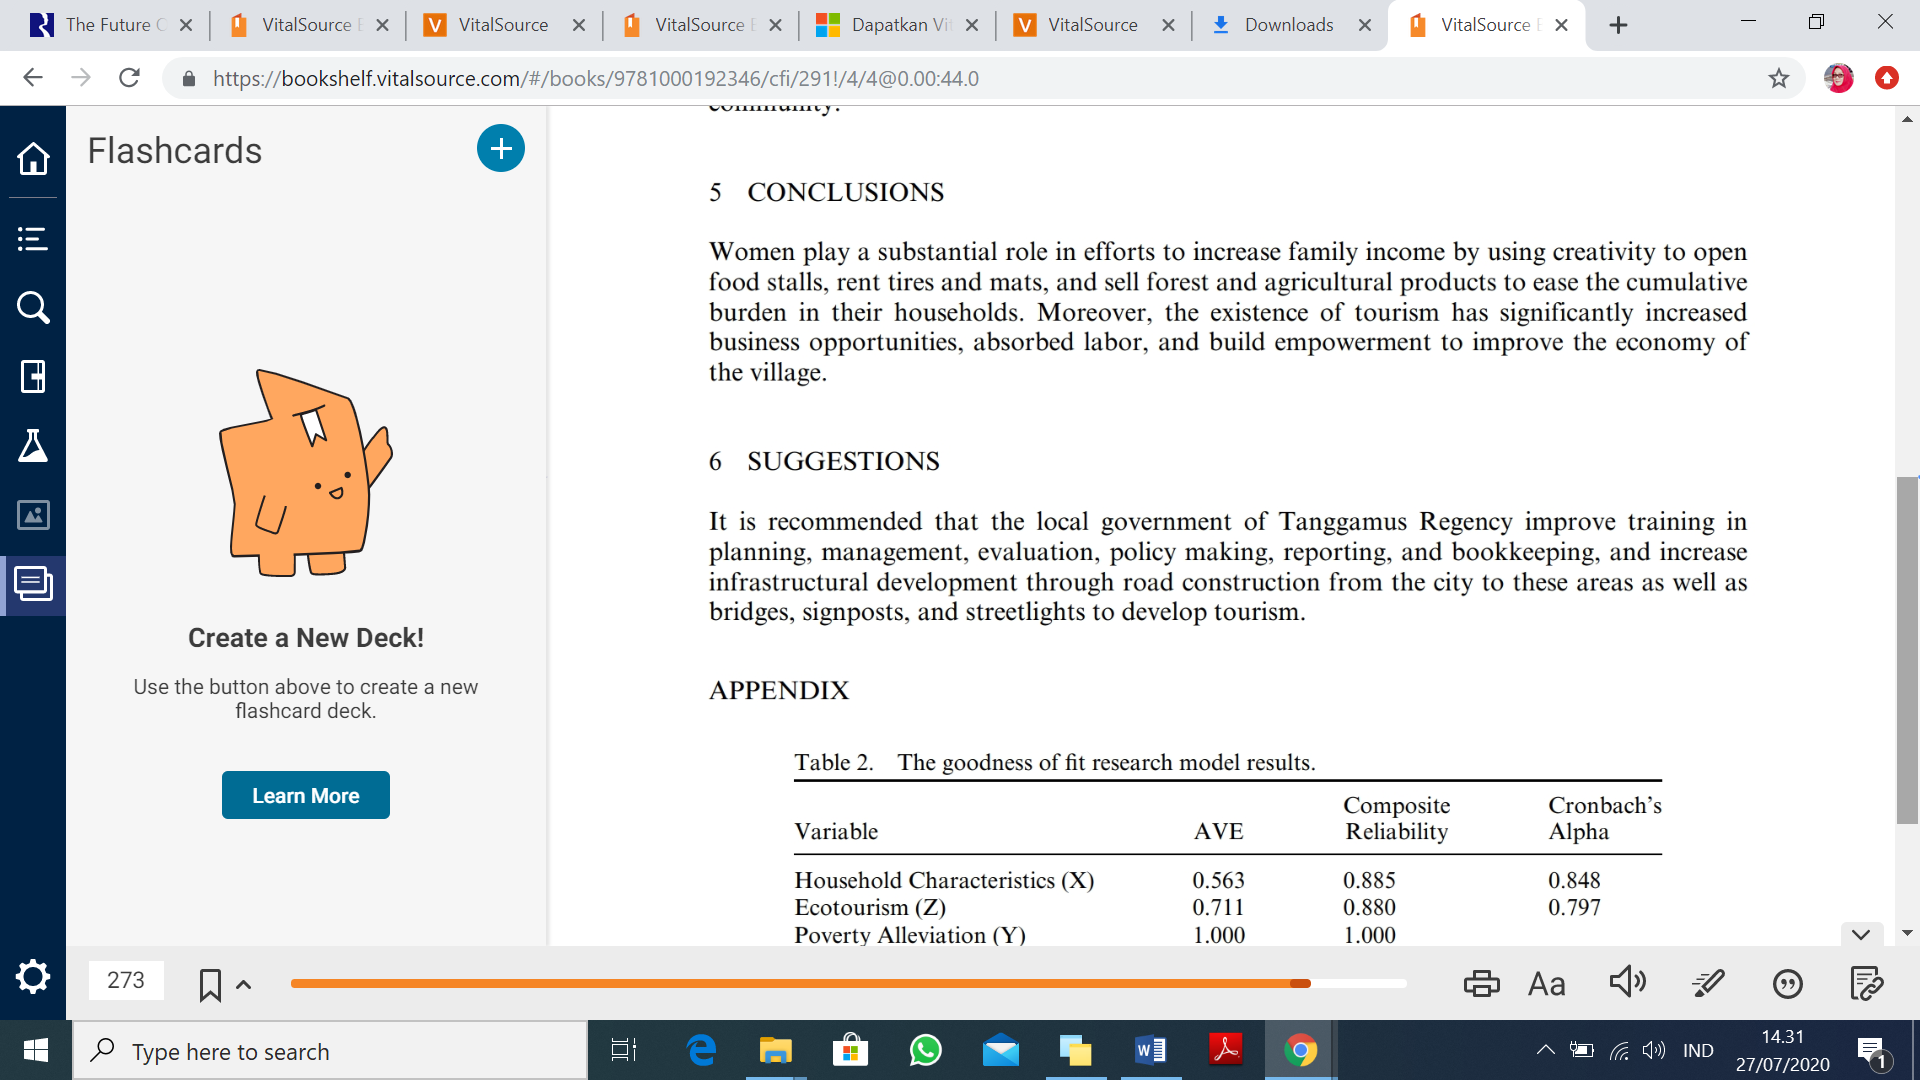 The Future C
VitalSource E
VitalSource
VitalSource E
Dapatkan Vi
VitalSource
Downloads
VitalSource E
https://bookshelf.vitalsource.com/#/books/9781000192346/cfi/291!/4/4@0.00:44.0
Flashcards
Create a New Deck!
Use the button above to create a new
flashcard deck.
Learn More
community.
5 CONCLUSIONS
Women play a substantial role in efforts to increase family income by using creativity to open
food stalls, rent tires and mats, and sell forest and agricultural products to ease the cumulative
burden in their households. Moreover, the existence of tourism has significantly increased
business opportunities, absorbed labor, and build empowerment to improve the economy of
the village.
6 SUGGESTIONS
It is recommended that the local government of Tanggamus Regency improve training in
planning, management, evaluation, policy making, reporting, and bookkeeping, and increase
infrastructural development through road construction from the city to these areas as well as
bridges, signposts, and streetlights to develop tourism.
APPENDIX
Table 2. The goodness of fit research model results.
Variable AVE Composite Reliability Cronbach's Alpha
Household Characteristics (X) 0.563 0.885 0.848
Ecotourism (Z) 0.711 0.880 0.797
Poverty Alleviation (Y) 1.000 1.000
273
Aa
Type here to search
IND
14.31
27/07/2020
1